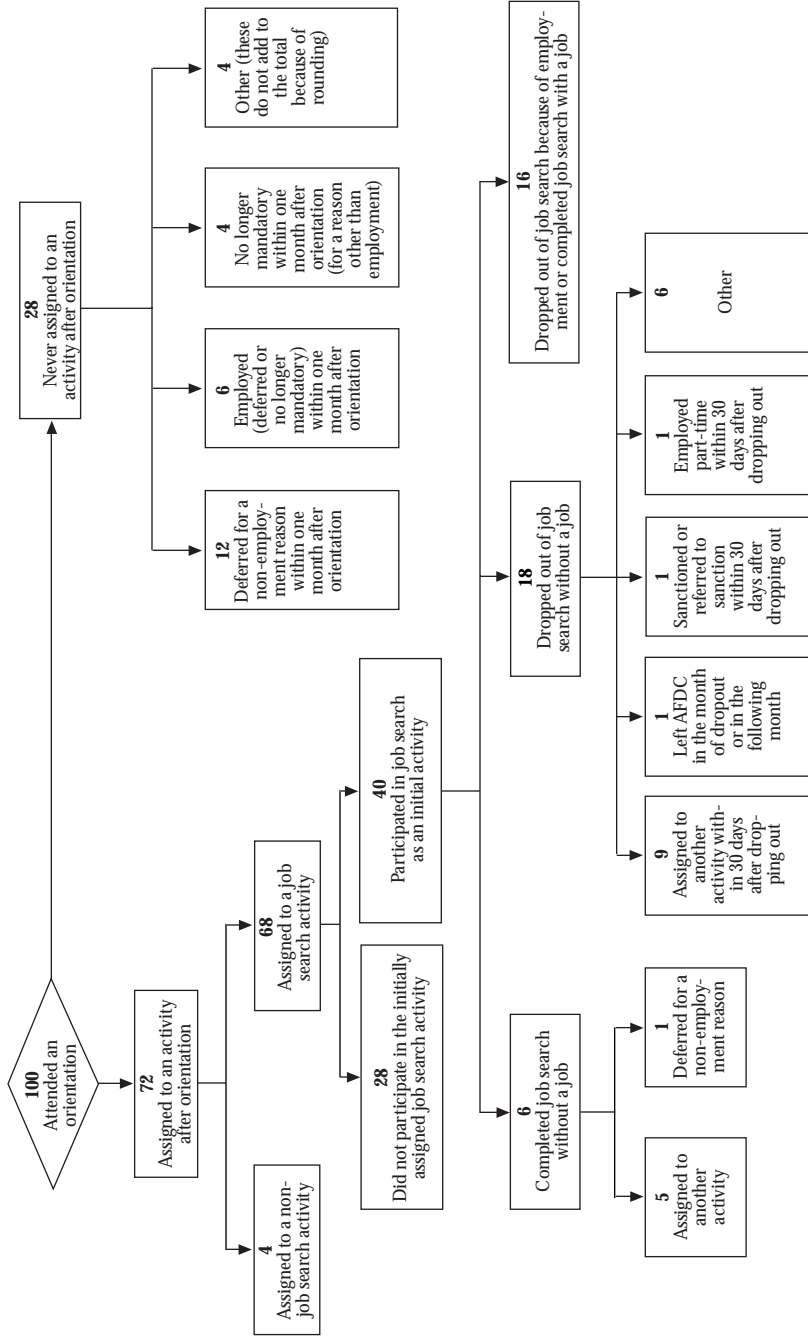 100
Attended an
orientation
28
Never assigned to an
activity after orientation
72
Assigned to an activity
after orientation
12
Deferred for a
non-employ-
ment reason
within one
month after
orientation
6
Employed
(deferred or
no longer
mandatory)
within one
month after
orientation
4
No longer
mandatory
within one
month after
orientation
(for a reason
other than
employment)
4
Other (these
do not add to
the total
because of
rounding)
4
Assigned to a non-
job search activity
68
Assigned to a job
search activity
28
Did not participate in the initially
assigned job search activity
40
Participated in job search
as an initial activity
6
Completed job search
without a job
18
Dropped out of job
search without a job
16
Dropped out of job search because of employ-
ment or completed job search with a job
5
Assigned to
another
activity
1
Deferred for a
non-employ-
ment reason
9
Assigned to
another
activity with-
in 30 days
after drop-
ping out
1
Left AFDC
in the month
of dropout
or in the
following
month
1
Sanctioned or
referred to
sanction
within 30
days after
dropping out
1
Employed
part-time
within 30
days after
dropping out
6
Other